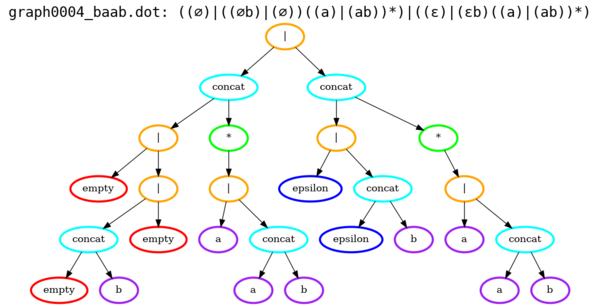 graph0004_baab.dot: ((∅)|((∅b)|(∅))((a)|(ab))*)|((ε)|(εb)((a)|(ab))*)
|
concat concat
| * | *
empty | | epsilon concat |
concat empty a concat epsilon b a concat
empty b a b a b